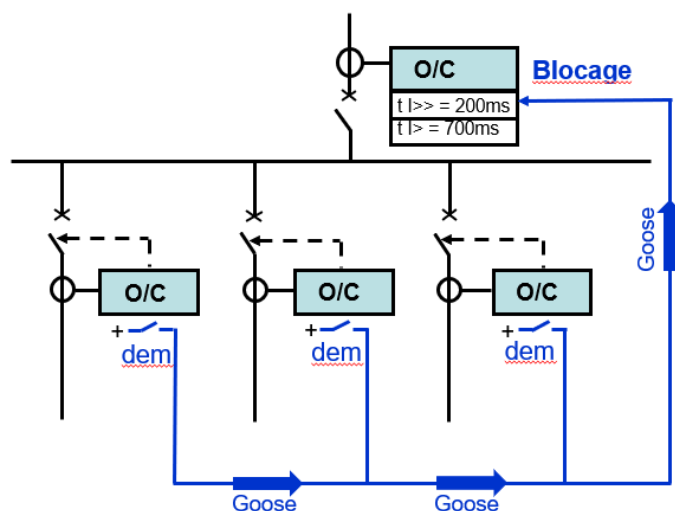 O/C
Blocage
t I>> = 200ms
t I> = 700ms
Goose
O/C
O/C
O/C
+
dem
+
dem
+
dem
Goose
Goose